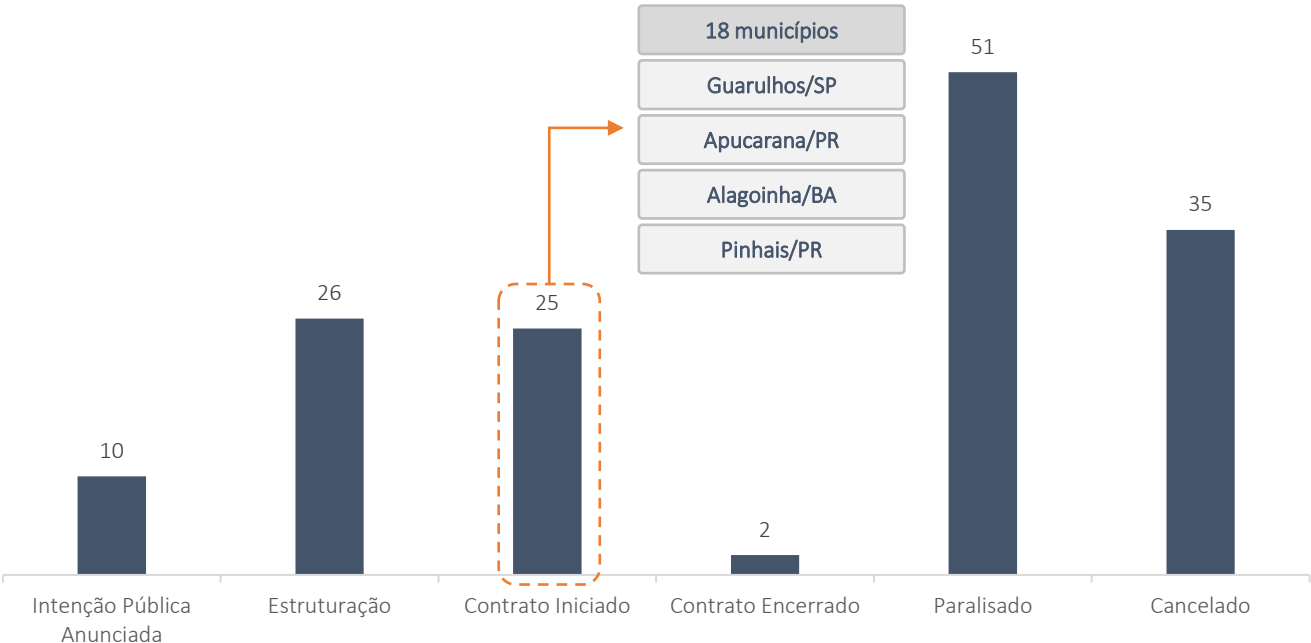 18 municípios
Guarulhos/SP
Apucarana/PR
Alagoinha/BA
Pinhais/PR
10
26
25
2
51
35
Intenção Pública
Anunciada
Estruturação
Contrato Iniciado
Contrato Encerrado
Paralisado
Cancelado